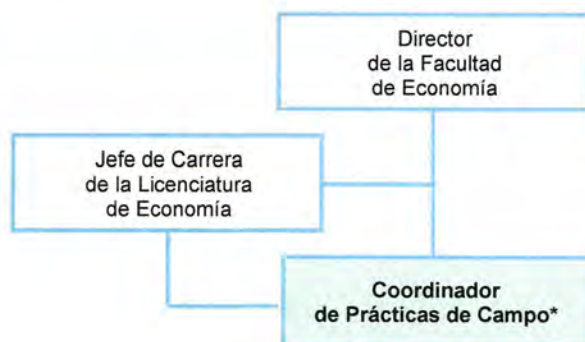 Director
de la Facultad
de Economía
Jefe de Carrera
de la Licenciatura
de Economía
Coordinador
de Prácticas de Campo*